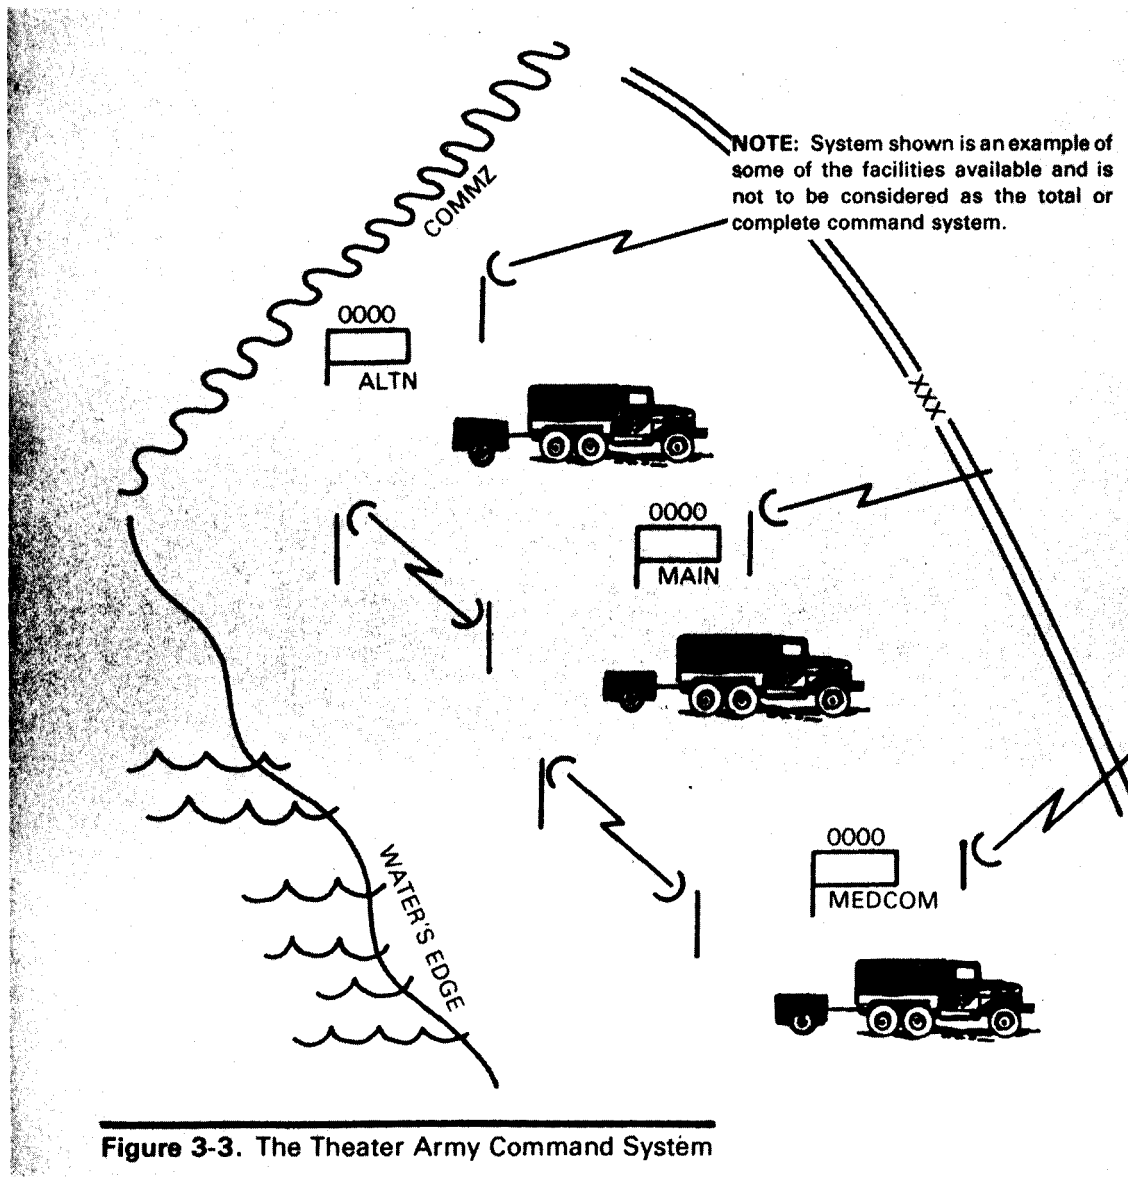 NOTE: System shown is an example of
some of the facilities available and is
not to be considered as the total or
complete command system.
COMMZ
0000
ALTN
XXX
0000
MAIN
0000
MEDCOM
WATER'S EDGE
Figure 3-3. The Theater Army Command System